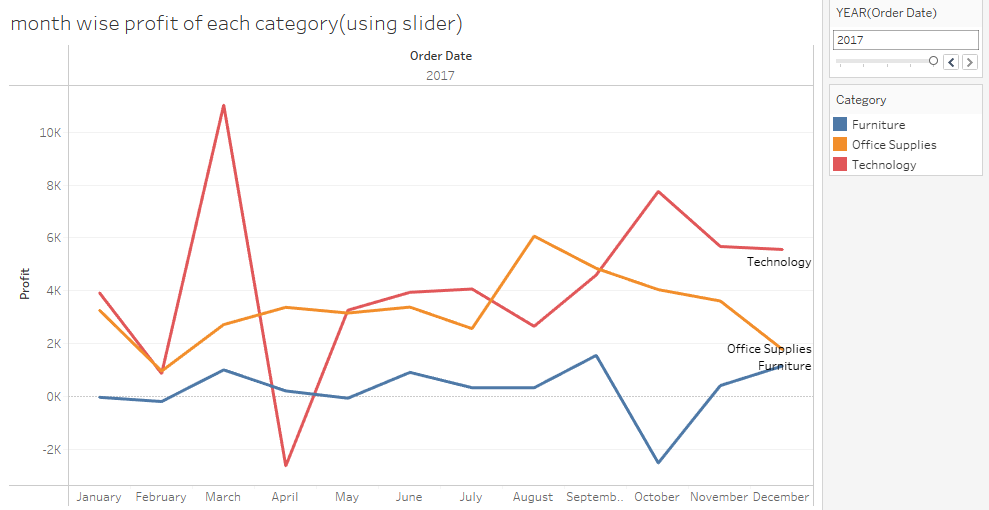 month wise profit of each category(using slider)
Order Date
2017
Profit
10K
8K
6K
4K
2K
0K
-2K
Technology
Office Supplies
Furniture
January February March April May June July August Septemb.. October November December
YEAR(Order Date)
2017
Category
Furniture
Office Supplies
Technology